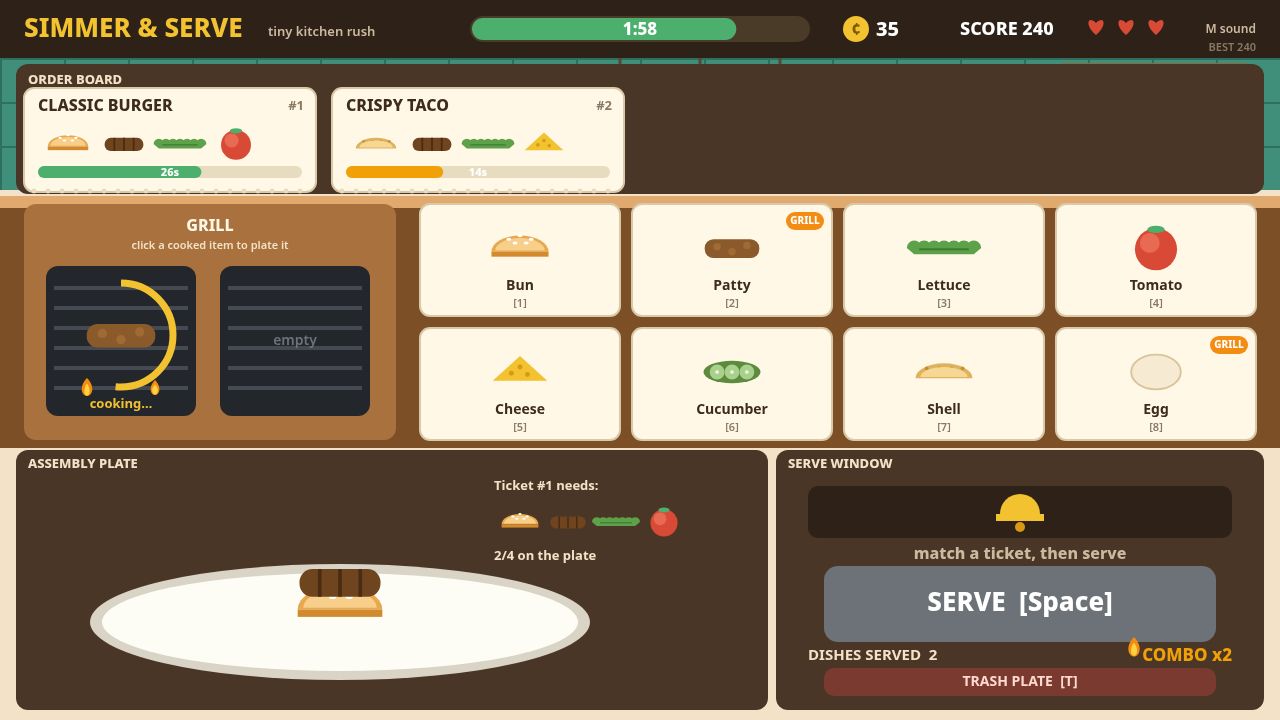 SIMMER & SERVE
tiny kitchen rush
1:58
¢ 35
SCORE 240
M sound
BEST 240
ORDER BOARD
CLASSIC BURGER #1
26s
CRISPY TACO #2
14s
GRILL
click a cooked item to plate it
cooking...
empty
Bun
[1]
GRILL
Patty
[2]
Lettuce
[3]
Tomato
[4]
Cheese
[5]
Cucumber
[6]
Shell
[7]
GRILL
Egg
[8]
ASSEMBLY PLATE
Ticket #1 needs:
2/4 on the plate
SERVE WINDOW
match a ticket, then serve
SERVE [Space]
DISHES SERVED 2
COMBO x2
TRASH PLATE [T]